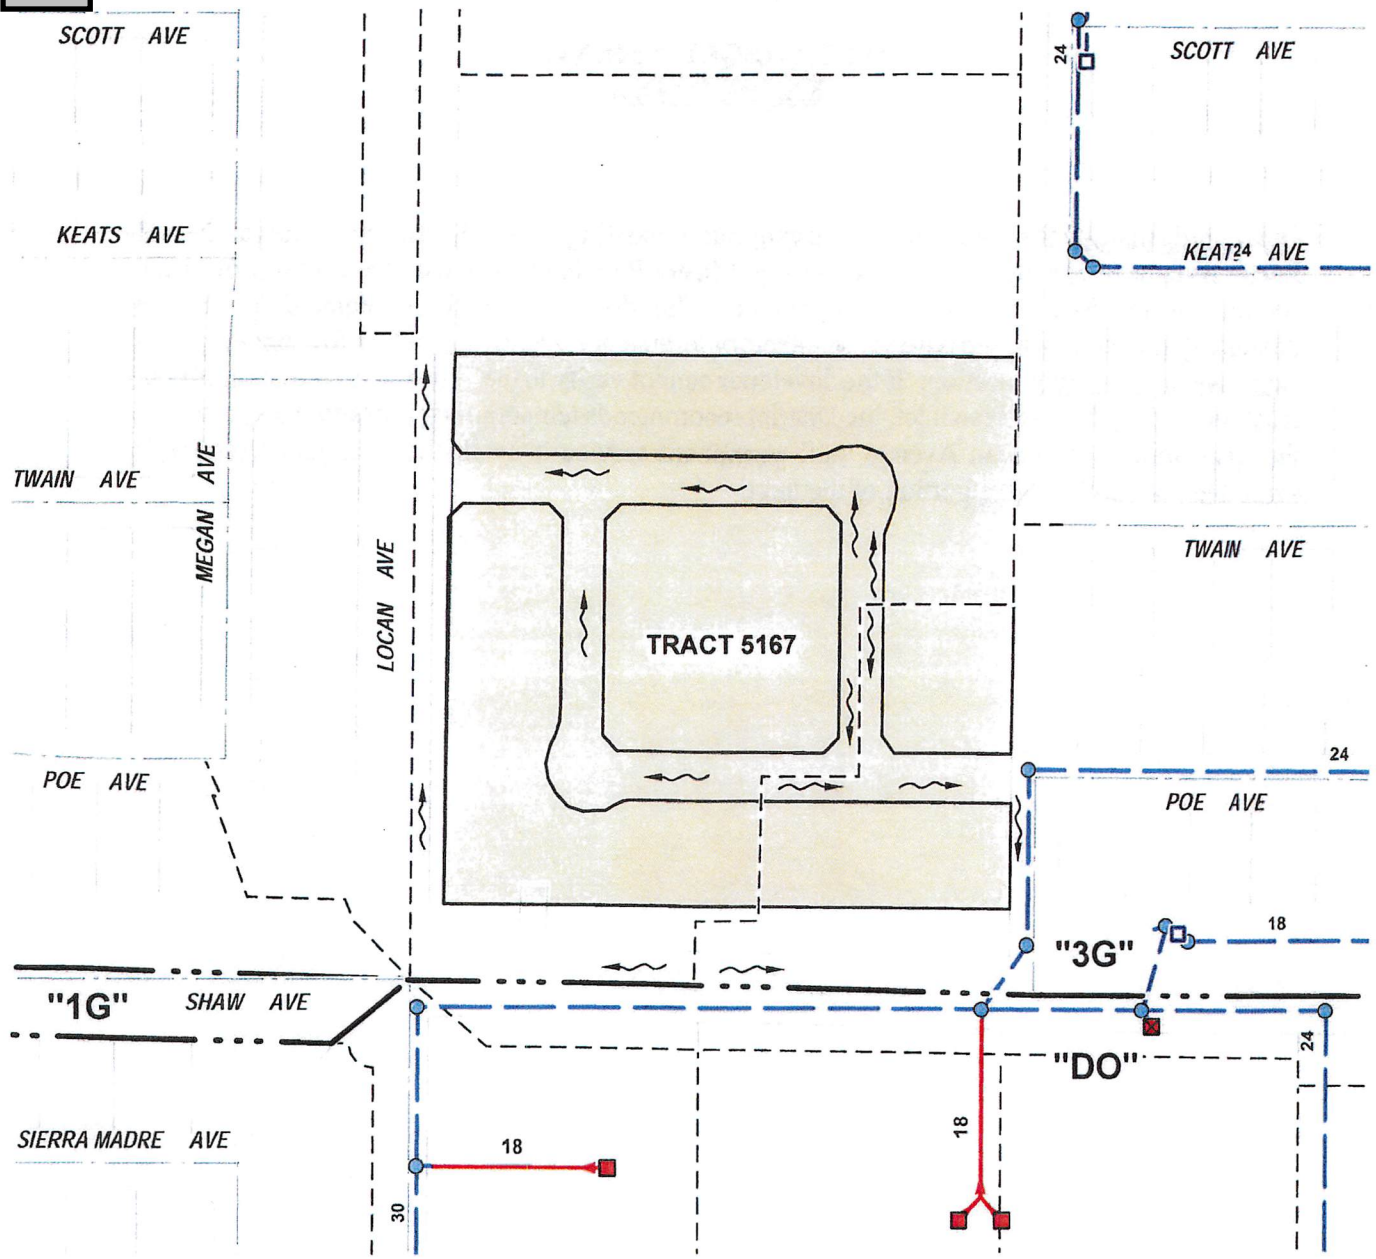 SCOTT AVE
24
SCOTT AVE
KEATS AVE
KEATS
24
AVE
TWAIN AVE
MEGAN AVE
LOCAN AVE
TWAIN AVE
TRACT 5167
POE AVE
24
POE AVE
18
"3G"
"1G"
SHAW AVE
"DO"
24
SIERRA MADRE AVE
18
18
30